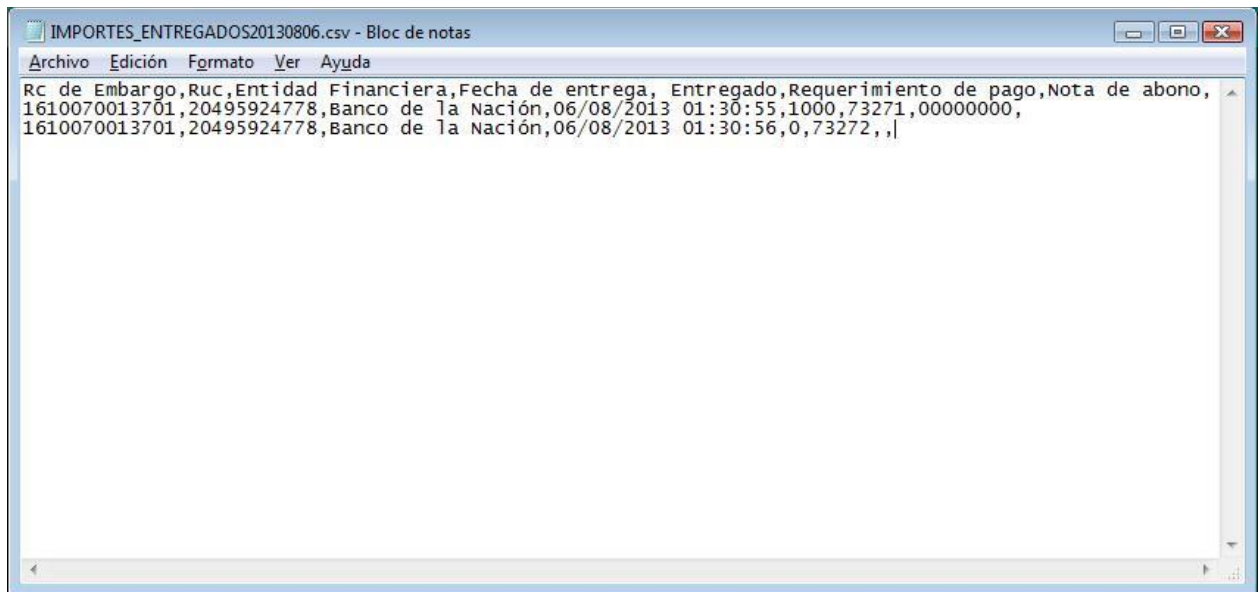 IMPORTES_ENTREGADOS20130806.csv - Bloc de notas
Archivo Edición Formato Ver Ayuda
Rc de Embargo,Ruc,Entidad Financiera,Fecha de entrega, Entregado,Requerimiento de pago,Nota de abono,
1610070013701,20495924778,Banco de la Nación,06/08/2013 01:30:55,1000,73271,00000000,
1610070013701,20495924778,Banco de la Nación,06/08/2013 01:30:56,0,73272,,